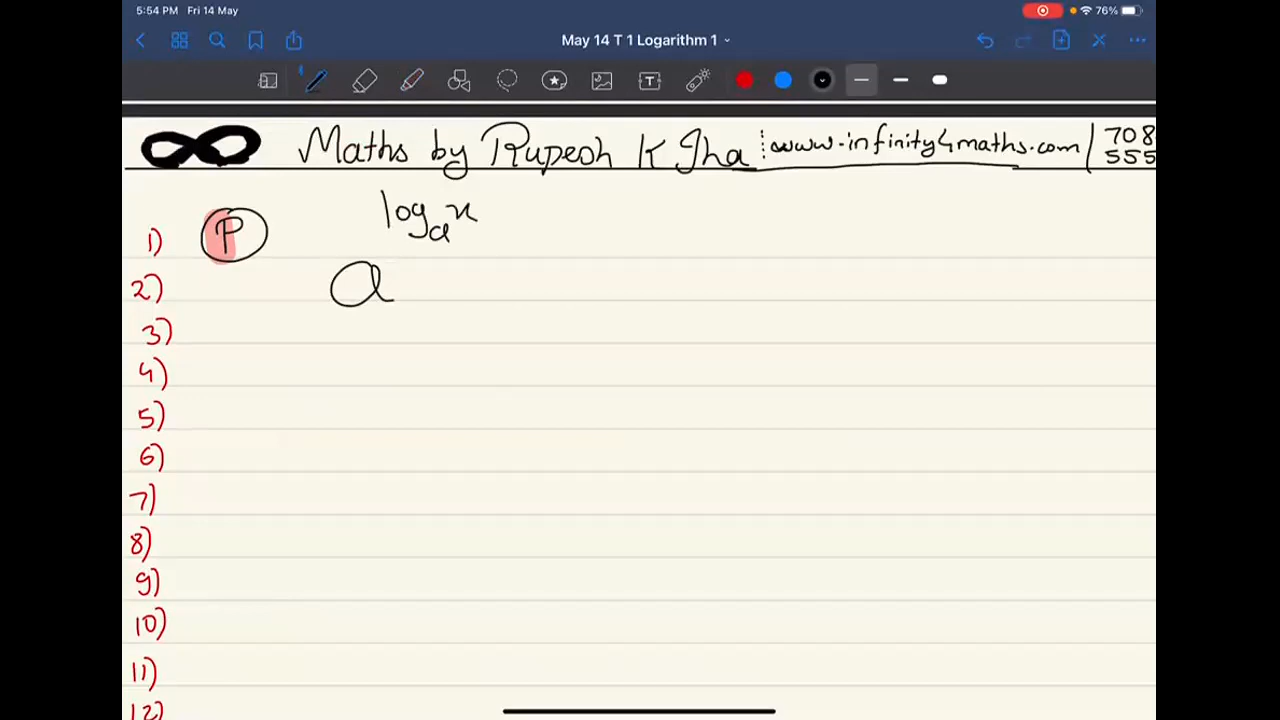 5:54 PM Fri 14 May 76%
May 14 T 1 Logarithm 1
T
∞ Maths by Rupesh K Jha www.infinity4maths.com / 708
555
log_a x
1) P
2) a
3)
4)
5)
6)
7)
8)
9)
10)
11)
12)